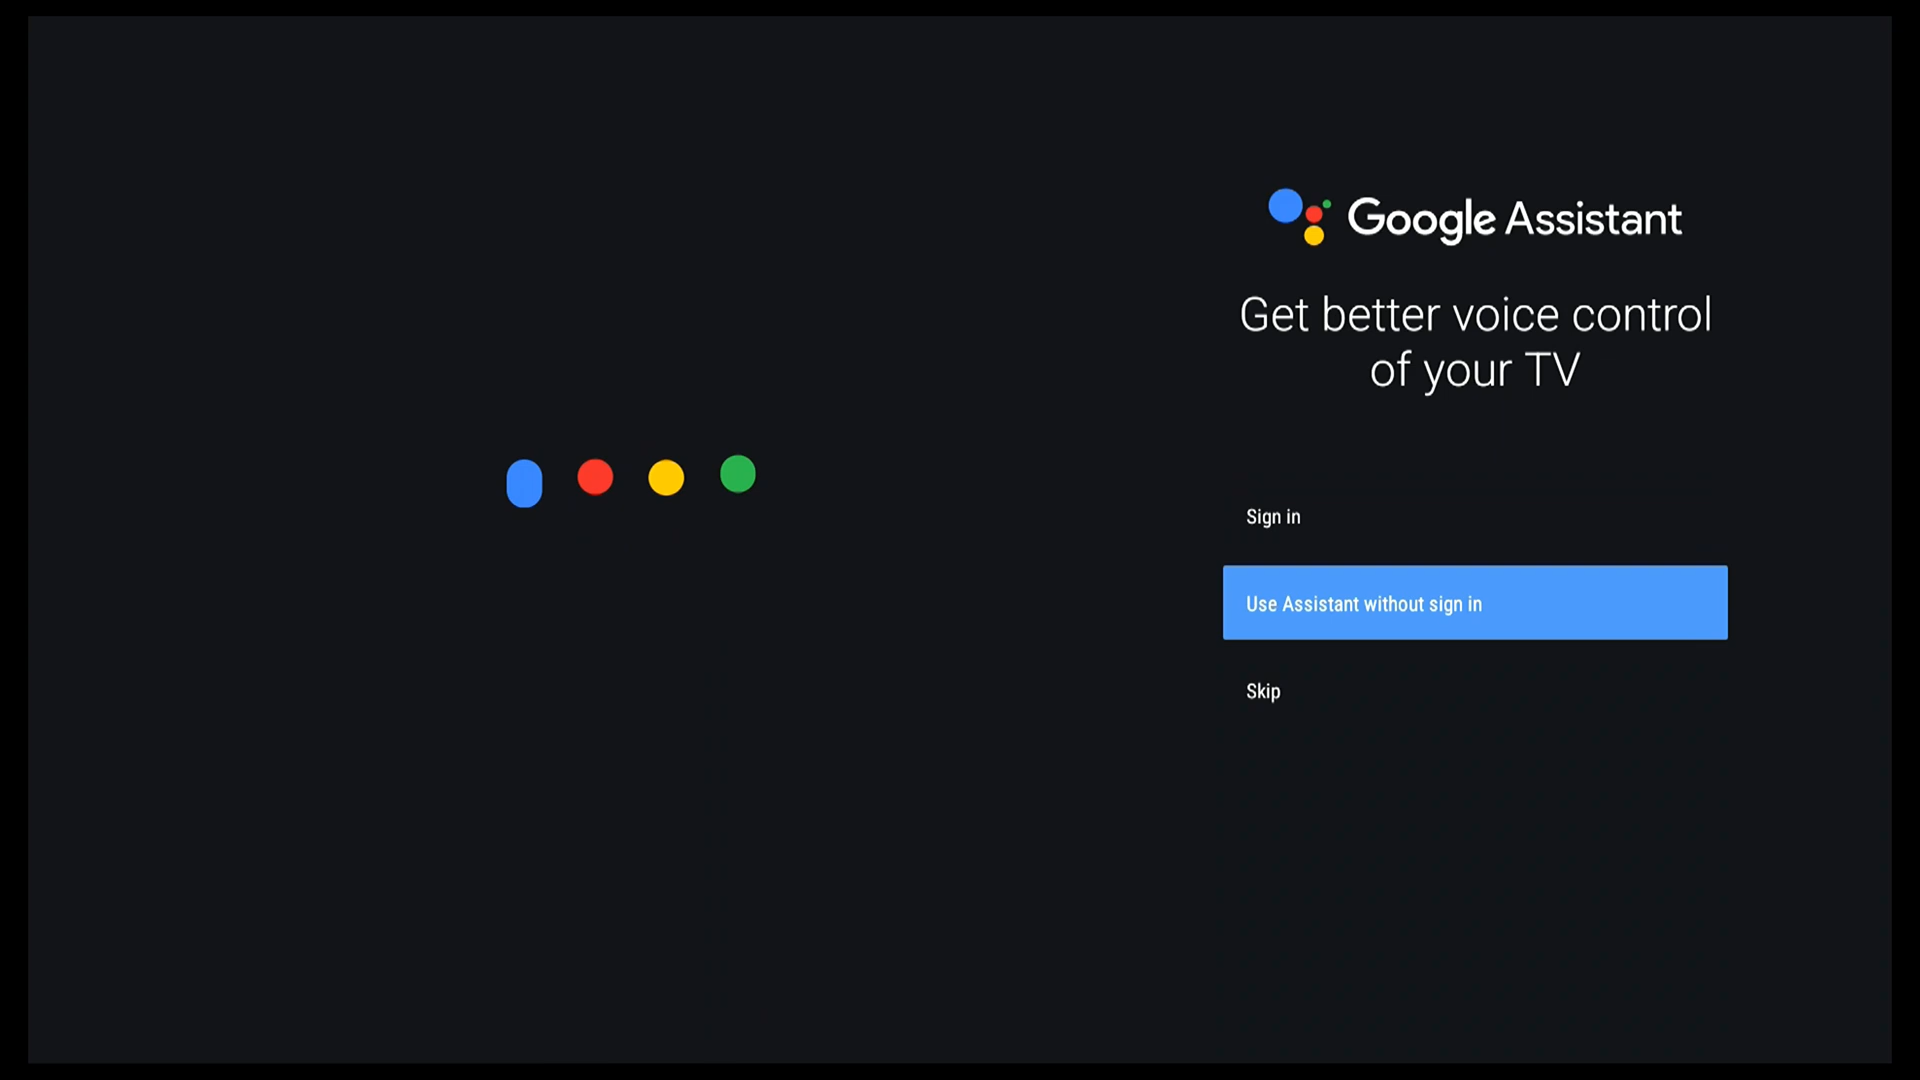 Google Assistant
Get better voice control
of your TV
Sign in
Use Assistant without sign in
Skip